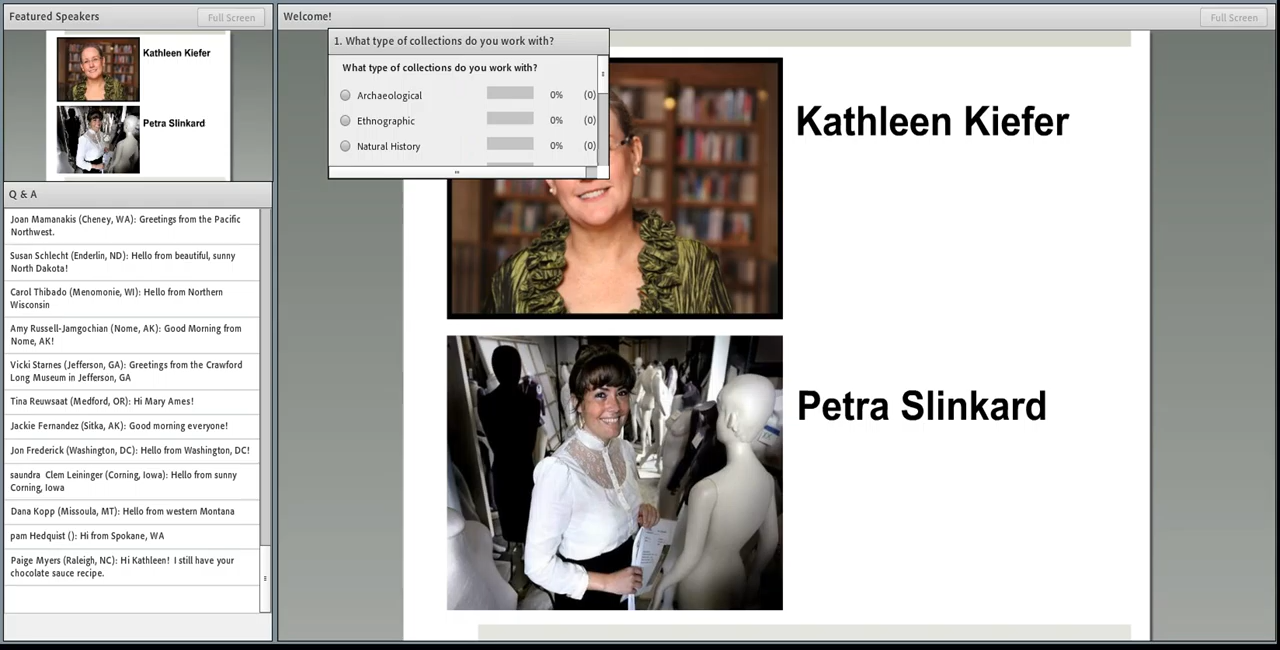 Featured Speakers
Full Screen
Kathleen Kiefer
Petra Slinkard
Q & A
Joan Mamanakis (Cheney, WA): Greetings from the Pacific
Northwest.
Susan Schlecht (Enderlin, ND): Hello from beautiful, sunny
North Dakota!
Carol Thibado (Menomonie, WI): Hello from Northern
Wisconsin
Amy Russell-Jamgochian (Nome, AK): Good Morning from
Nome, AK!
Vicki Starnes (Jefferson, GA): Greetings from the Crawford
Long Museum in Jefferson, GA
Tina Reuwsaat (Medford, OR): Hi Mary Ames!
Jackie Fernandez (Sitka, AK): Good morning everyone!
Jon Frederick (Washington, DC): Hello from Washington, DC!
saundra Clem Leininger (Corning, Iowa): Hello from sunny
Corning, Iowa
Dana Kopp (Missoula, MT): Hello from western Montana
pam Hedquist (): Hi from Spokane, WA
Paige Myers (Raleigh, NC): Hi Kathleen! I still have your
chocolate sauce recipe.
Welcome!
Full Screen
1. What type of collections do you work with?
What type of collections do you work with?
Archaeological 0% (0)
Ethnographic 0% (0)
Natural History 0% (0)
Kathleen Kiefer
Petra Slinkard